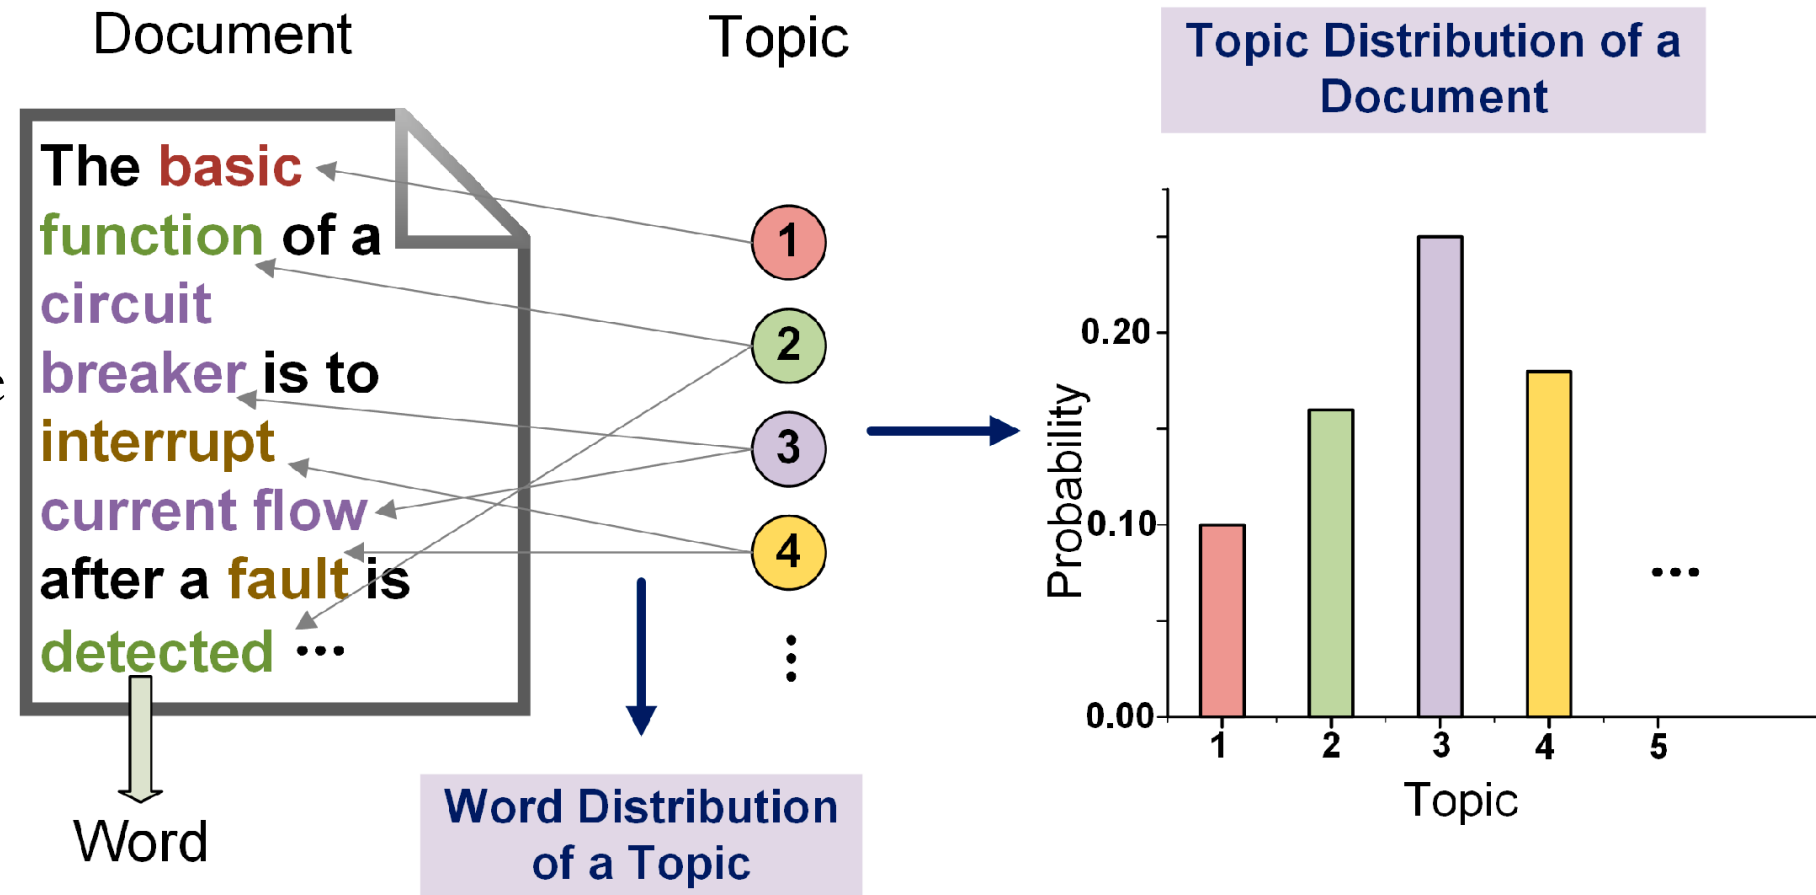 Document
The basic
function of a
circuit
breaker is to
interrupt
current flow
after a fault is
detected ...
Word
e
Topic
1
2
3
4
Word Distribution
of a Topic
Topic Distribution of a
Document
Probability
0.20
0.10
0.00
...
1 2 3 4 5
Topic